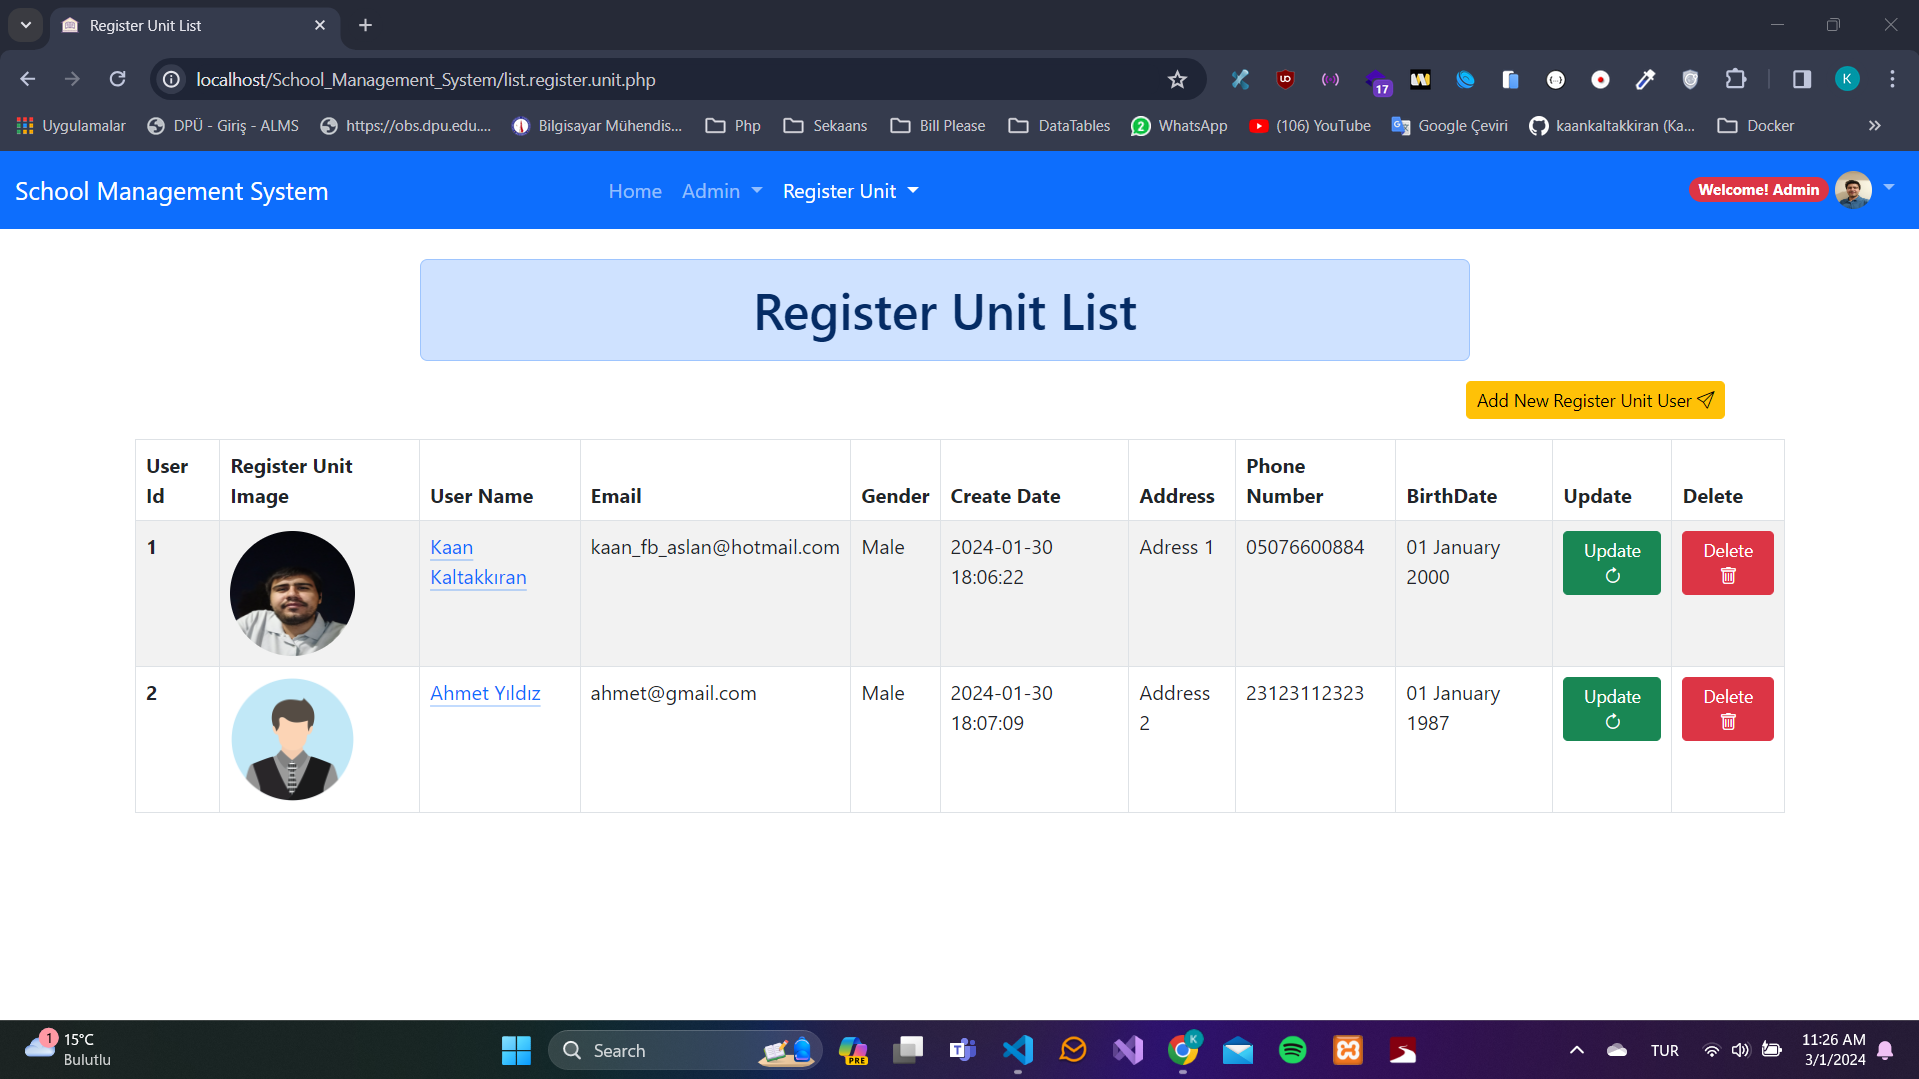 Register Unit List
localhost/School_Management_System/list.register.unit.php
17
K
Uygulamalar
DPÜ - Giriş - ALMS
https://obs.dpu.edu....
Bilgisayar Mühendis...
Php
Sekaans
Bill Please
DataTables
WhatsApp
(106) YouTube
Google Çeviri
kaankaltakkiran (Ka...
Docker
School Management System
Home
Admin
Register Unit
Welcome! Admin
Register Unit List
Add New Register Unit User
User Id
Register Unit Image
User Name
Email
Gender
Create Date
Address
Phone Number
BirthDate
Update
Delete
1
Kaan Kaltakkıran
kaan_fb_aslan@hotmail.com
Male
2024-01-30 18:06:22
Adress 1
05076600884
01 January 2000
Update
Delete
2
Ahmet Yıldız
ahmet@gmail.com
Male
2024-01-30 18:07:09
Address 2
23123112323
01 January 1987
Update
Delete
1
15°C
Bulutlu
Search
PRE
K
TUR
11:26 AM
3/1/2024